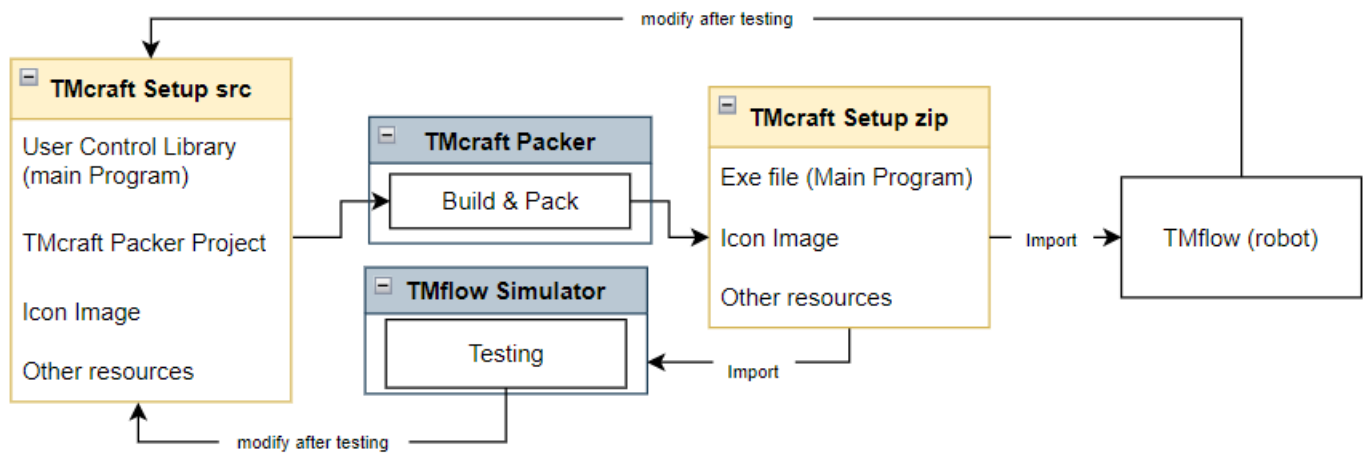 modify after testing
TMcraft Setup src
User Control Library
(main Program)
TMcraft Packer Project
Icon Image
Other resources
TMcraft Packer
Build & Pack
TMflow Simulator
Testing
TMcraft Setup zip
Exe file (Main Program)
Icon Image
Other resources
Import
TMflow (robot)
Import
modify after testing